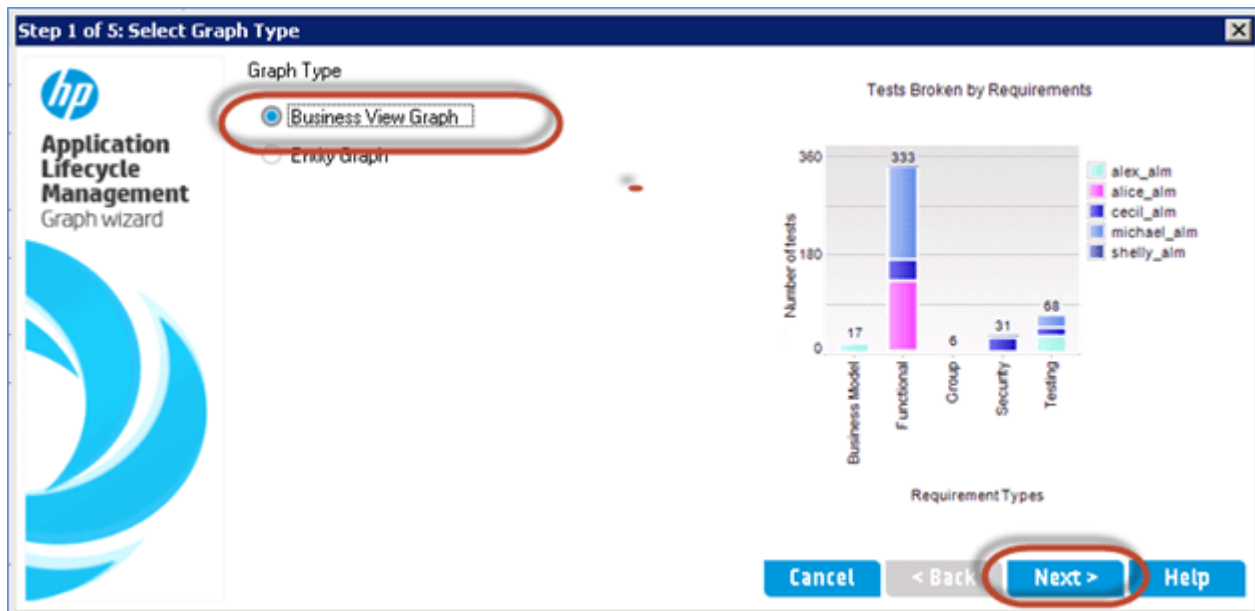 Step 1 of 5: Select Graph Type
hp
Application
Lifecycle
Management
Graph wizard
Graph Type
Business View Graph
Entity Graph
Tests Broken by Requirements
Number of tests
360
180
0
17
333
6
31
68
Business Model
Functional
Group
Security
Testing
Requirement Types
alex_alm
alice_alm
cecil_alm
michael_alm
shelly_alm
Cancel
< Back
Next >
Help